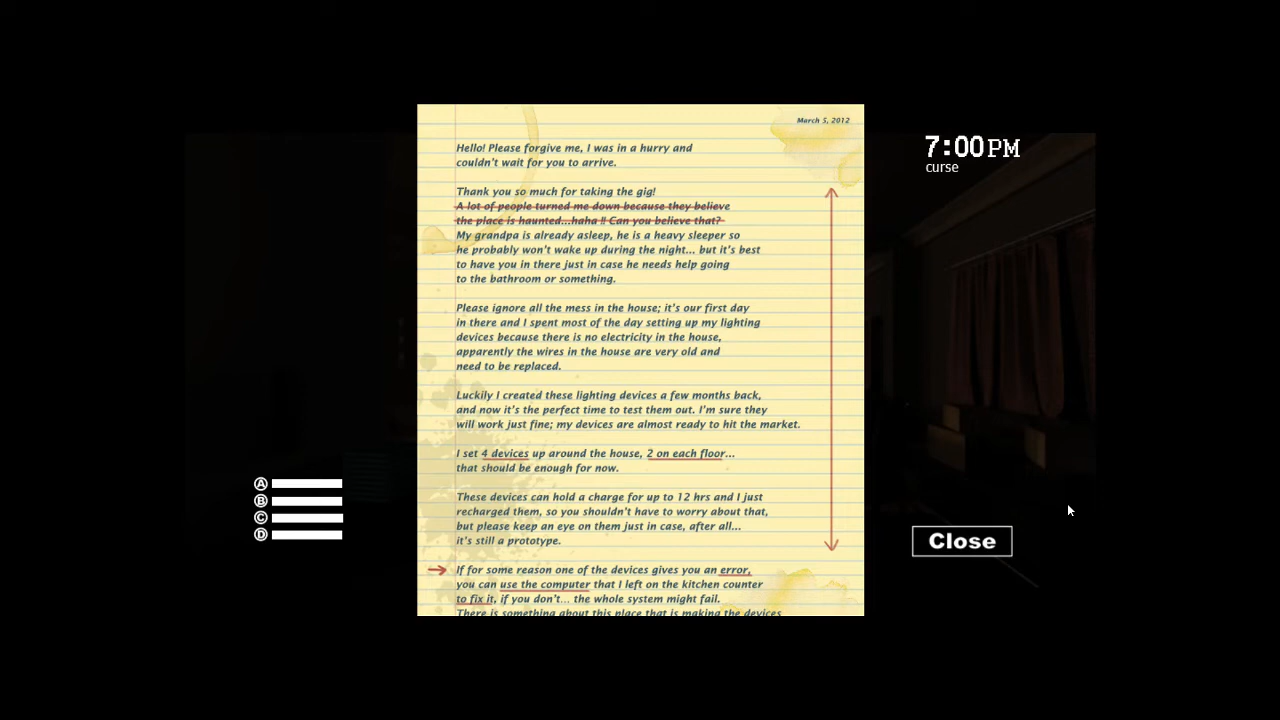 March 5, 2012
Hello! Please forgive me, I was in a hurry and
couldn't wait for you to arrive.
Thank you so much for taking the gig!
A lot of people turned me down because they believe
the place is haunted...haha !! Can you believe that?
My grandpa is already asleep, he is a heavy sleeper so
he probably won't wake up during the night... but it's best
to have you in there just in case he needs help going
to the bathroom or something.
Please ignore all the mess in the house; it's our first day
in there and I spent most of the day setting up my lighting
devices because there is no electricity in the house,
apparently the wires in the house are very old and
need to be replaced.
Luckily I created these lighting devices a few months back,
and now it's the perfect time to test them out. I'm sure they
will work just fine; my devices are almost ready to hit the market.
I set 4 devices up around the house, 2 on each floor...
that should be enough for now.
These devices can hold a charge for up to 12 hrs and I just
recharged them, so you shouldn't have to worry about that,
but please keep an eye on them just in case, after all...
it's still a prototype.
If for some reason one of the devices gives you an error,
you can use the computer that I left on the kitchen counter
to fix it, if you don't... the whole system might fail.
There is something about this place that is making the devices
7:00 PM
curse
A
B
C
D
Close